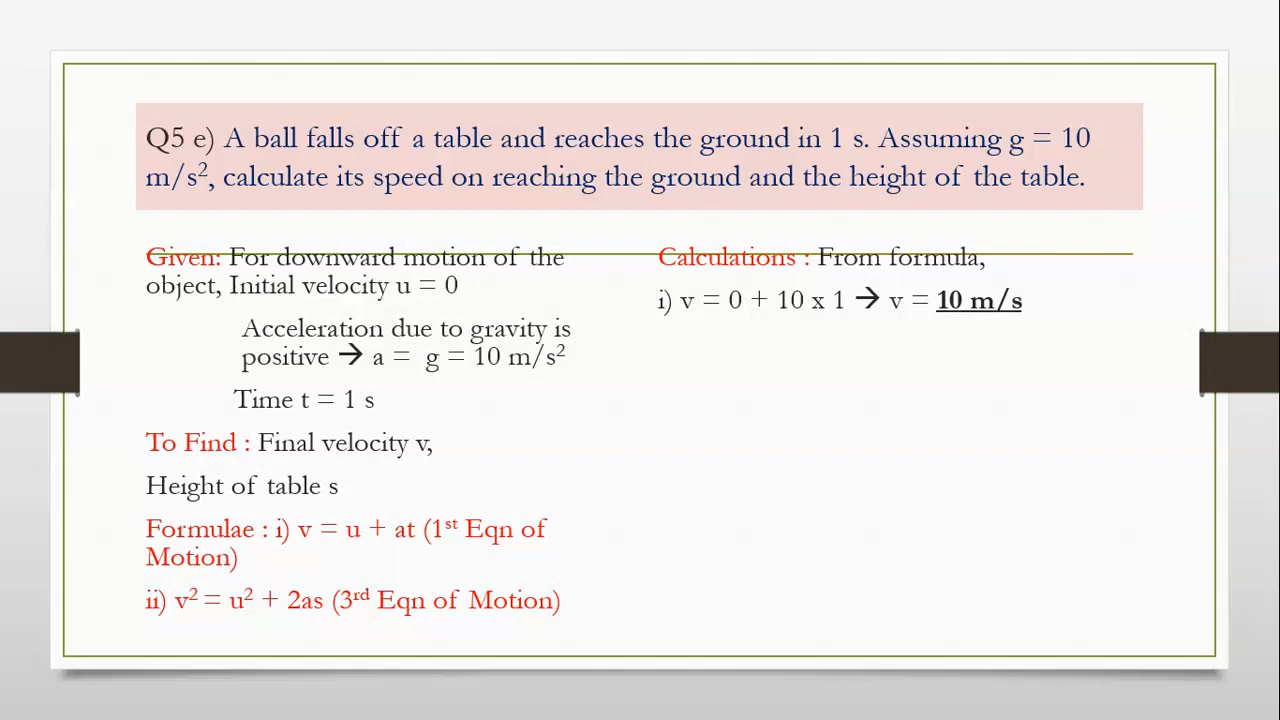 Q5 e) A ball falls off a table and reaches the ground in 1 s. Assuming g = 10
m/s², calculate its speed on reaching the ground and the height of the table.
Given: For downward motion of the
object, Initial velocity u = 0
Acceleration due to gravity is
positive → a = g = 10 m/s²
Time t = 1 s
To Find : Final velocity v,
Height of table s
Formulae : i) v = u + at (1st Eqn of
Motion)
ii) v² = u² + 2as (3rd Eqn of Motion)
Calculations : From formula,
i) v = 0 + 10 x 1 → v = 10 m/s